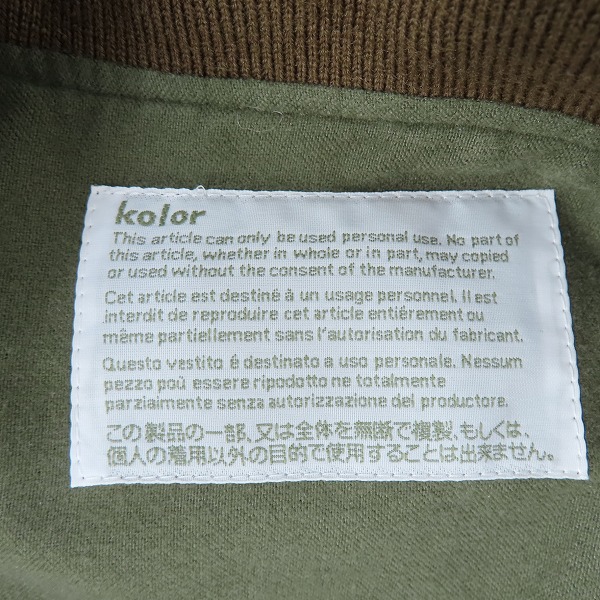 kolor
This article can only be used personal use. No part of
this article, whether in whole or in part, may copied
or used without the consent of the manufacturer.
Cet article est destiné à un usage personnel. Il est
interdit de reproduire cet article entiérement ou
même partiellement sans l'autorisation du fabricant.
Questo vestito é destinato a uso personale. Nessum
pezzo poù essere ripodotto ne totalmente
parziaimente senza autorizzazione del productore.
この製品の一部、又は全体を無断で複製、もしくは、
個人の着用以外の目的で使用することは出来ません。